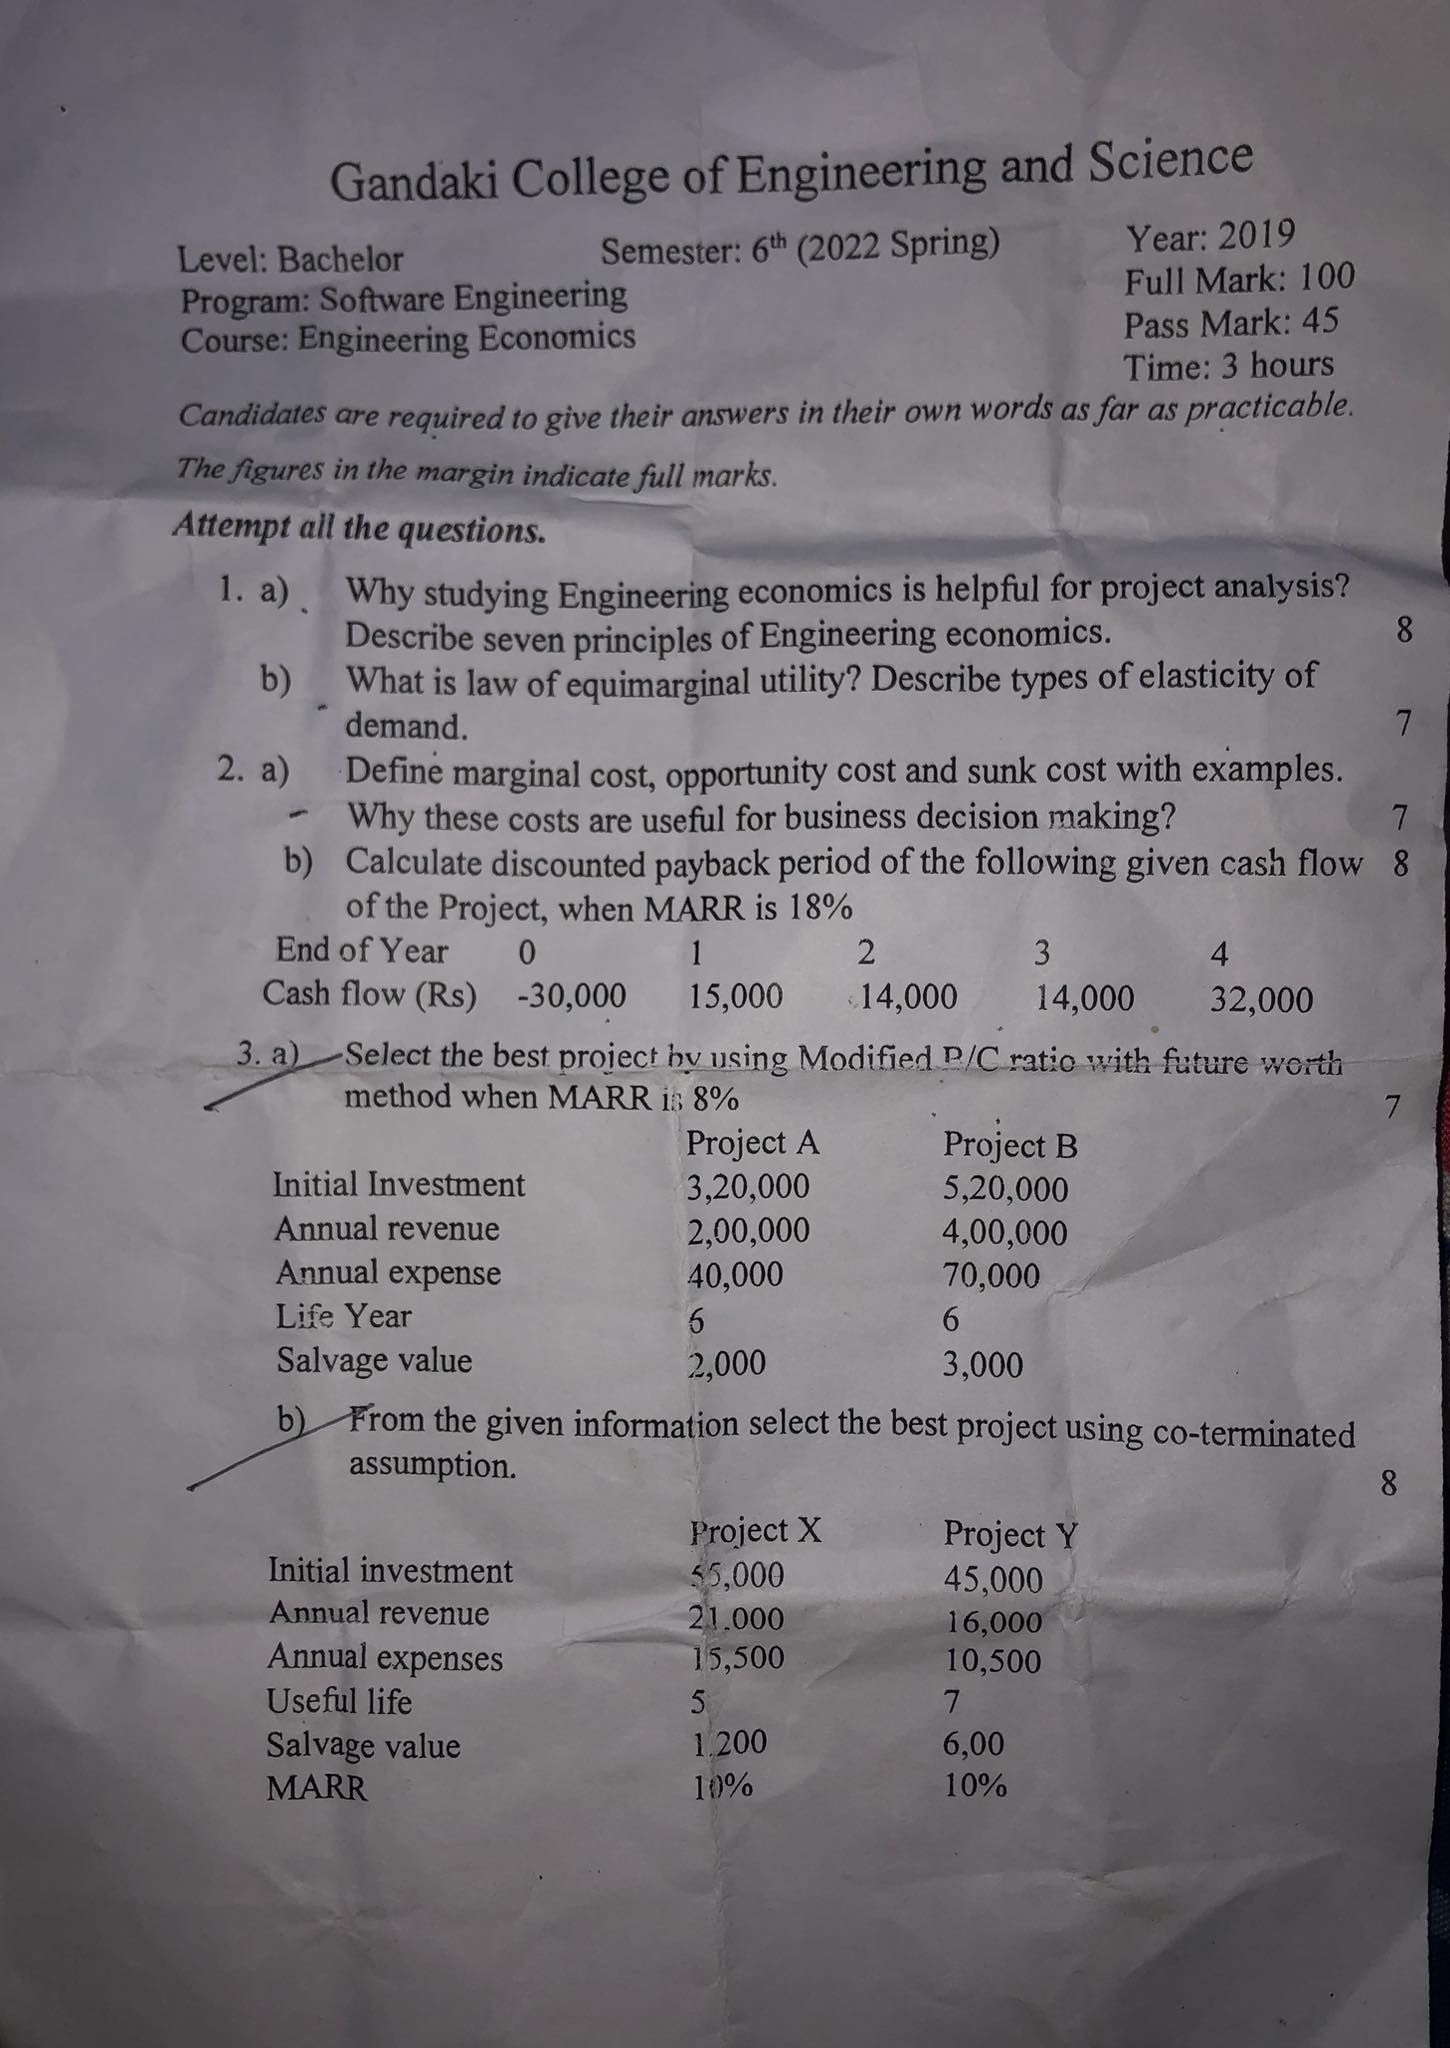 Gandaki College of Engineering and Science
Level: Bachelor Semester: 6th (2022 Spring) Year: 2019
Program: Software Engineering Full Mark: 100
Course: Engineering Economics Pass Mark: 45
Time: 3 hours
Candidates are required to give their answers in their own words as far as practicable.
The figures in the margin indicate full marks.
Attempt all the questions.
1. a) Why studying Engineering economics is helpful for project analysis?
Describe seven principles of Engineering economics. 8
b) What is law of equimarginal utility? Describe types of elasticity of
demand. 7
2. a) Define marginal cost, opportunity cost and sunk cost with examples.
Why these costs are useful for business decision making? 7
b) Calculate discounted payback period of the following given cash flow 8
of the Project, when MARR is 18%
End of Year 0 1 2 3 4
Cash flow (Rs) -30,000 15,000 14,000 14,000 32,000
3. a) Select the best project by using Modified B/C ratio with future worth
method when MARR is 8% 7
Project A Project B
Initial Investment 3,20,000 5,20,000
Annual revenue 2,00,000 4,00,000
Annual expense 40,000 70,000
Life Year 6 6
Salvage value 2,000 3,000
b) From the given information select the best project using co-terminated
assumption. 8
Project X Project Y
Initial investment 55,000 45,000
Annual revenue 21.000 16,000
Annual expenses 15,500 10,500
Useful life 5 7
Salvage value 1.200 6,00
MARR 10% 10%